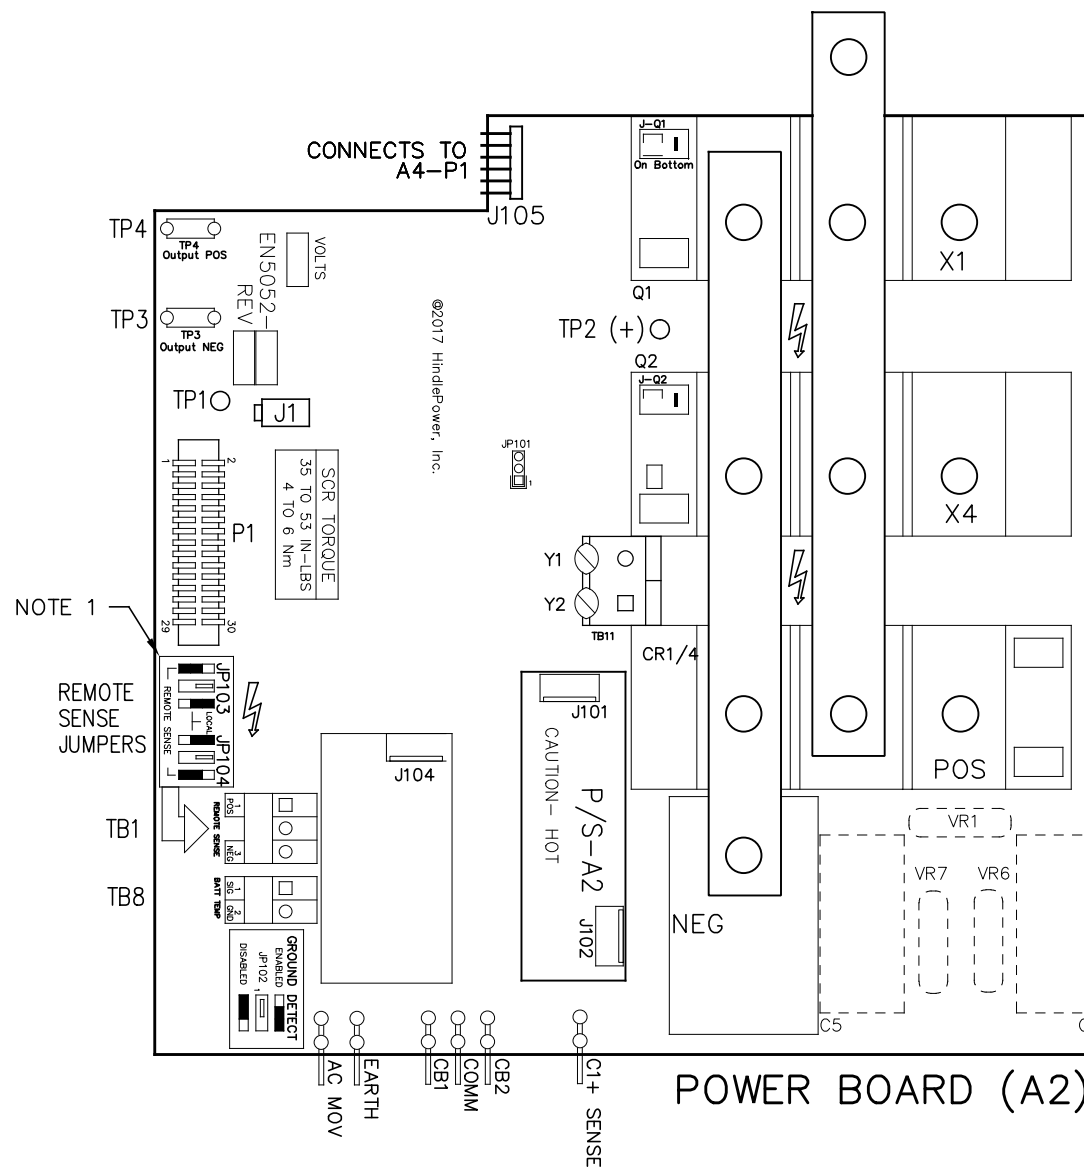 CONNECTS TO
A4-P1
J105
J-Q1
On Bottom
X1
Q1
TP4
TP4
Output POS
VOLTS
EN5052-
REV
TP3
TP3
Output NEG
TP2 (+)
©2017 HindlePower, Inc.
Q2
J-Q2
TP1
J1
JP101
1
X4
1
2
P1
29
30
SCR TORQUE
35 TO 53 IN-LBS
4 TO 6 Nm
Y1
Y2
TB11
NOTE 1
CR1/4
REMOTE
SENSE
JUMPERS
JP103
LOCAL
REMOTE SENSE
JP104
J101
CAUTION- HOT
P/S-A2
J102
J104
POS
TB1
POS
1
3
NEG
REMOTE SENSE
TB8
SIG
1
2
GND
BATT TEMP
NEG
VR1
VR7
VR6
C5
C
GROUND DETECT
ENABLED
JP102
1
DISABLED
AC MOV
EARTH
CB1
COMM
CB2
C1+ SENSE
POWER BOARD (A2)